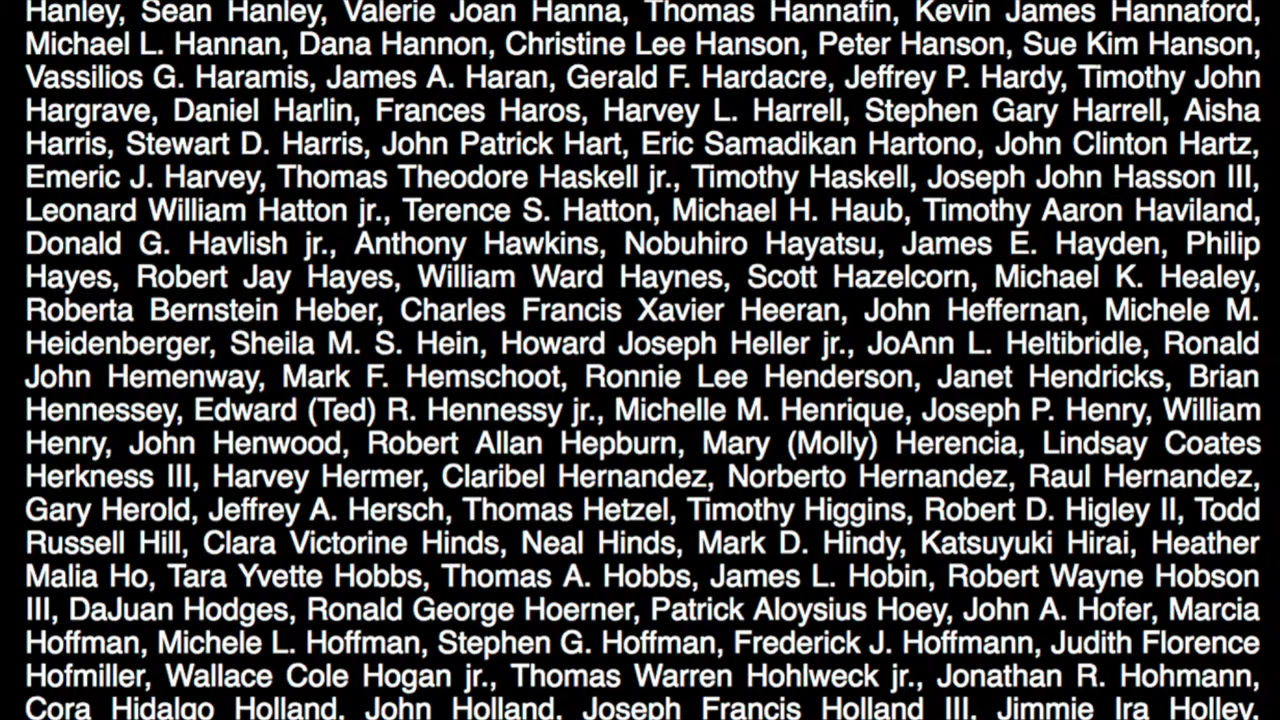 Hanley, Sean Hanley, Valerie Joan Hanna, Thomas Hannafin, Kevin James Hannaford,
Michael L. Hannan, Dana Hannon, Christine Lee Hanson, Peter Hanson, Sue Kim Hanson,
Vassilios G. Haramis, James A. Haran, Gerald F. Hardacre, Jeffrey P. Hardy, Timothy John
Hargrave, Daniel Harlin, Frances Haros, Harvey L. Harrell, Stephen Gary Harrell, Aisha
Harris, Stewart D. Harris, John Patrick Hart, Eric Samadikan Hartono, John Clinton Hartz,
Emeric J. Harvey, Thomas Theodore Haskell jr., Timothy Haskell, Joseph John Hasson III,
Leonard William Hatton jr., Terence S. Hatton, Michael H. Haub, Timothy Aaron Haviland,
Donald G. Havlish jr., Anthony Hawkins, Nobuhiro Hayatsu, James E. Hayden, Philip
Hayes, Robert Jay Hayes, William Ward Haynes, Scott Hazelcorn, Michael K. Healey,
Roberta Bernstein Heber, Charles Francis Xavier Heeran, John Heffernan, Michele M.
Heidenberger, Sheila M. S. Hein, Howard Joseph Heller jr., JoAnn L. Heltibridle, Ronald
John Hemenway, Mark F. Hemschoot, Ronnie Lee Henderson, Janet Hendricks, Brian
Hennessey, Edward (Ted) R. Hennessy jr., Michelle M. Henrique, Joseph P. Henry, William
Henry, John Henwood, Robert Allan Hepburn, Mary (Molly) Herencia, Lindsay Coates
Herkness III, Harvey Hermer, Claribel Hernandez, Norberto Hernandez, Raul Hernandez,
Gary Herold, Jeffrey A. Hersch, Thomas Hetzel, Timothy Higgins, Robert D. Higley II, Todd
Russell Hill, Clara Victorine Hinds, Neal Hinds, Mark D. Hindy, Katsuyuki Hirai, Heather
Malia Ho, Tara Yvette Hobbs, Thomas A. Hobbs, James L. Hobin, Robert Wayne Hobson
III, DaJuan Hodges, Ronald George Hoerner, Patrick Aloysius Hoey, John A. Hofer, Marcia
Hoffman, Michele L. Hoffman, Stephen G. Hoffman, Frederick J. Hoffmann, Judith Florence
Hofmiller, Wallace Cole Hogan jr., Thomas Warren Hohlweck jr., Jonathan R. Hohmann,
Cora Hidalgo Holland, John Holland, Joseph Francis Holland III, Jimmie Ira Holley,